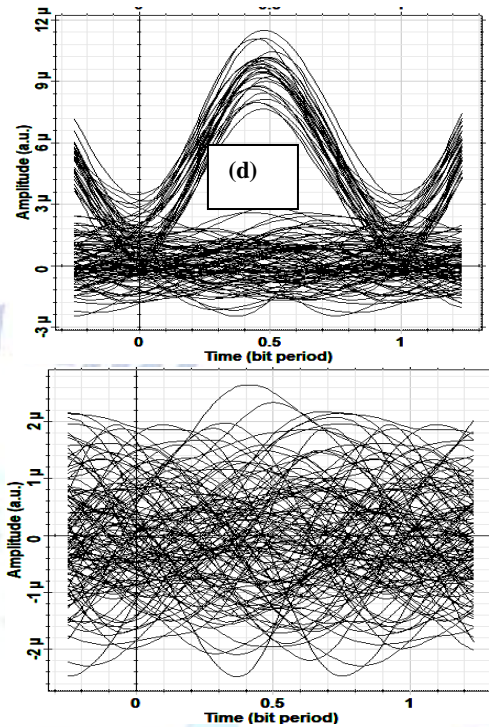 12 µ
9 µ
6 µ
3 µ
0
-3 µ
Amplitude (a.u.)
(d)
0
0.5
1
Time (bit period)
2 µ
1 µ
0
-1 µ
-2 µ
Amplitude (a.u.)
0
0.5
1
Time (bit period)